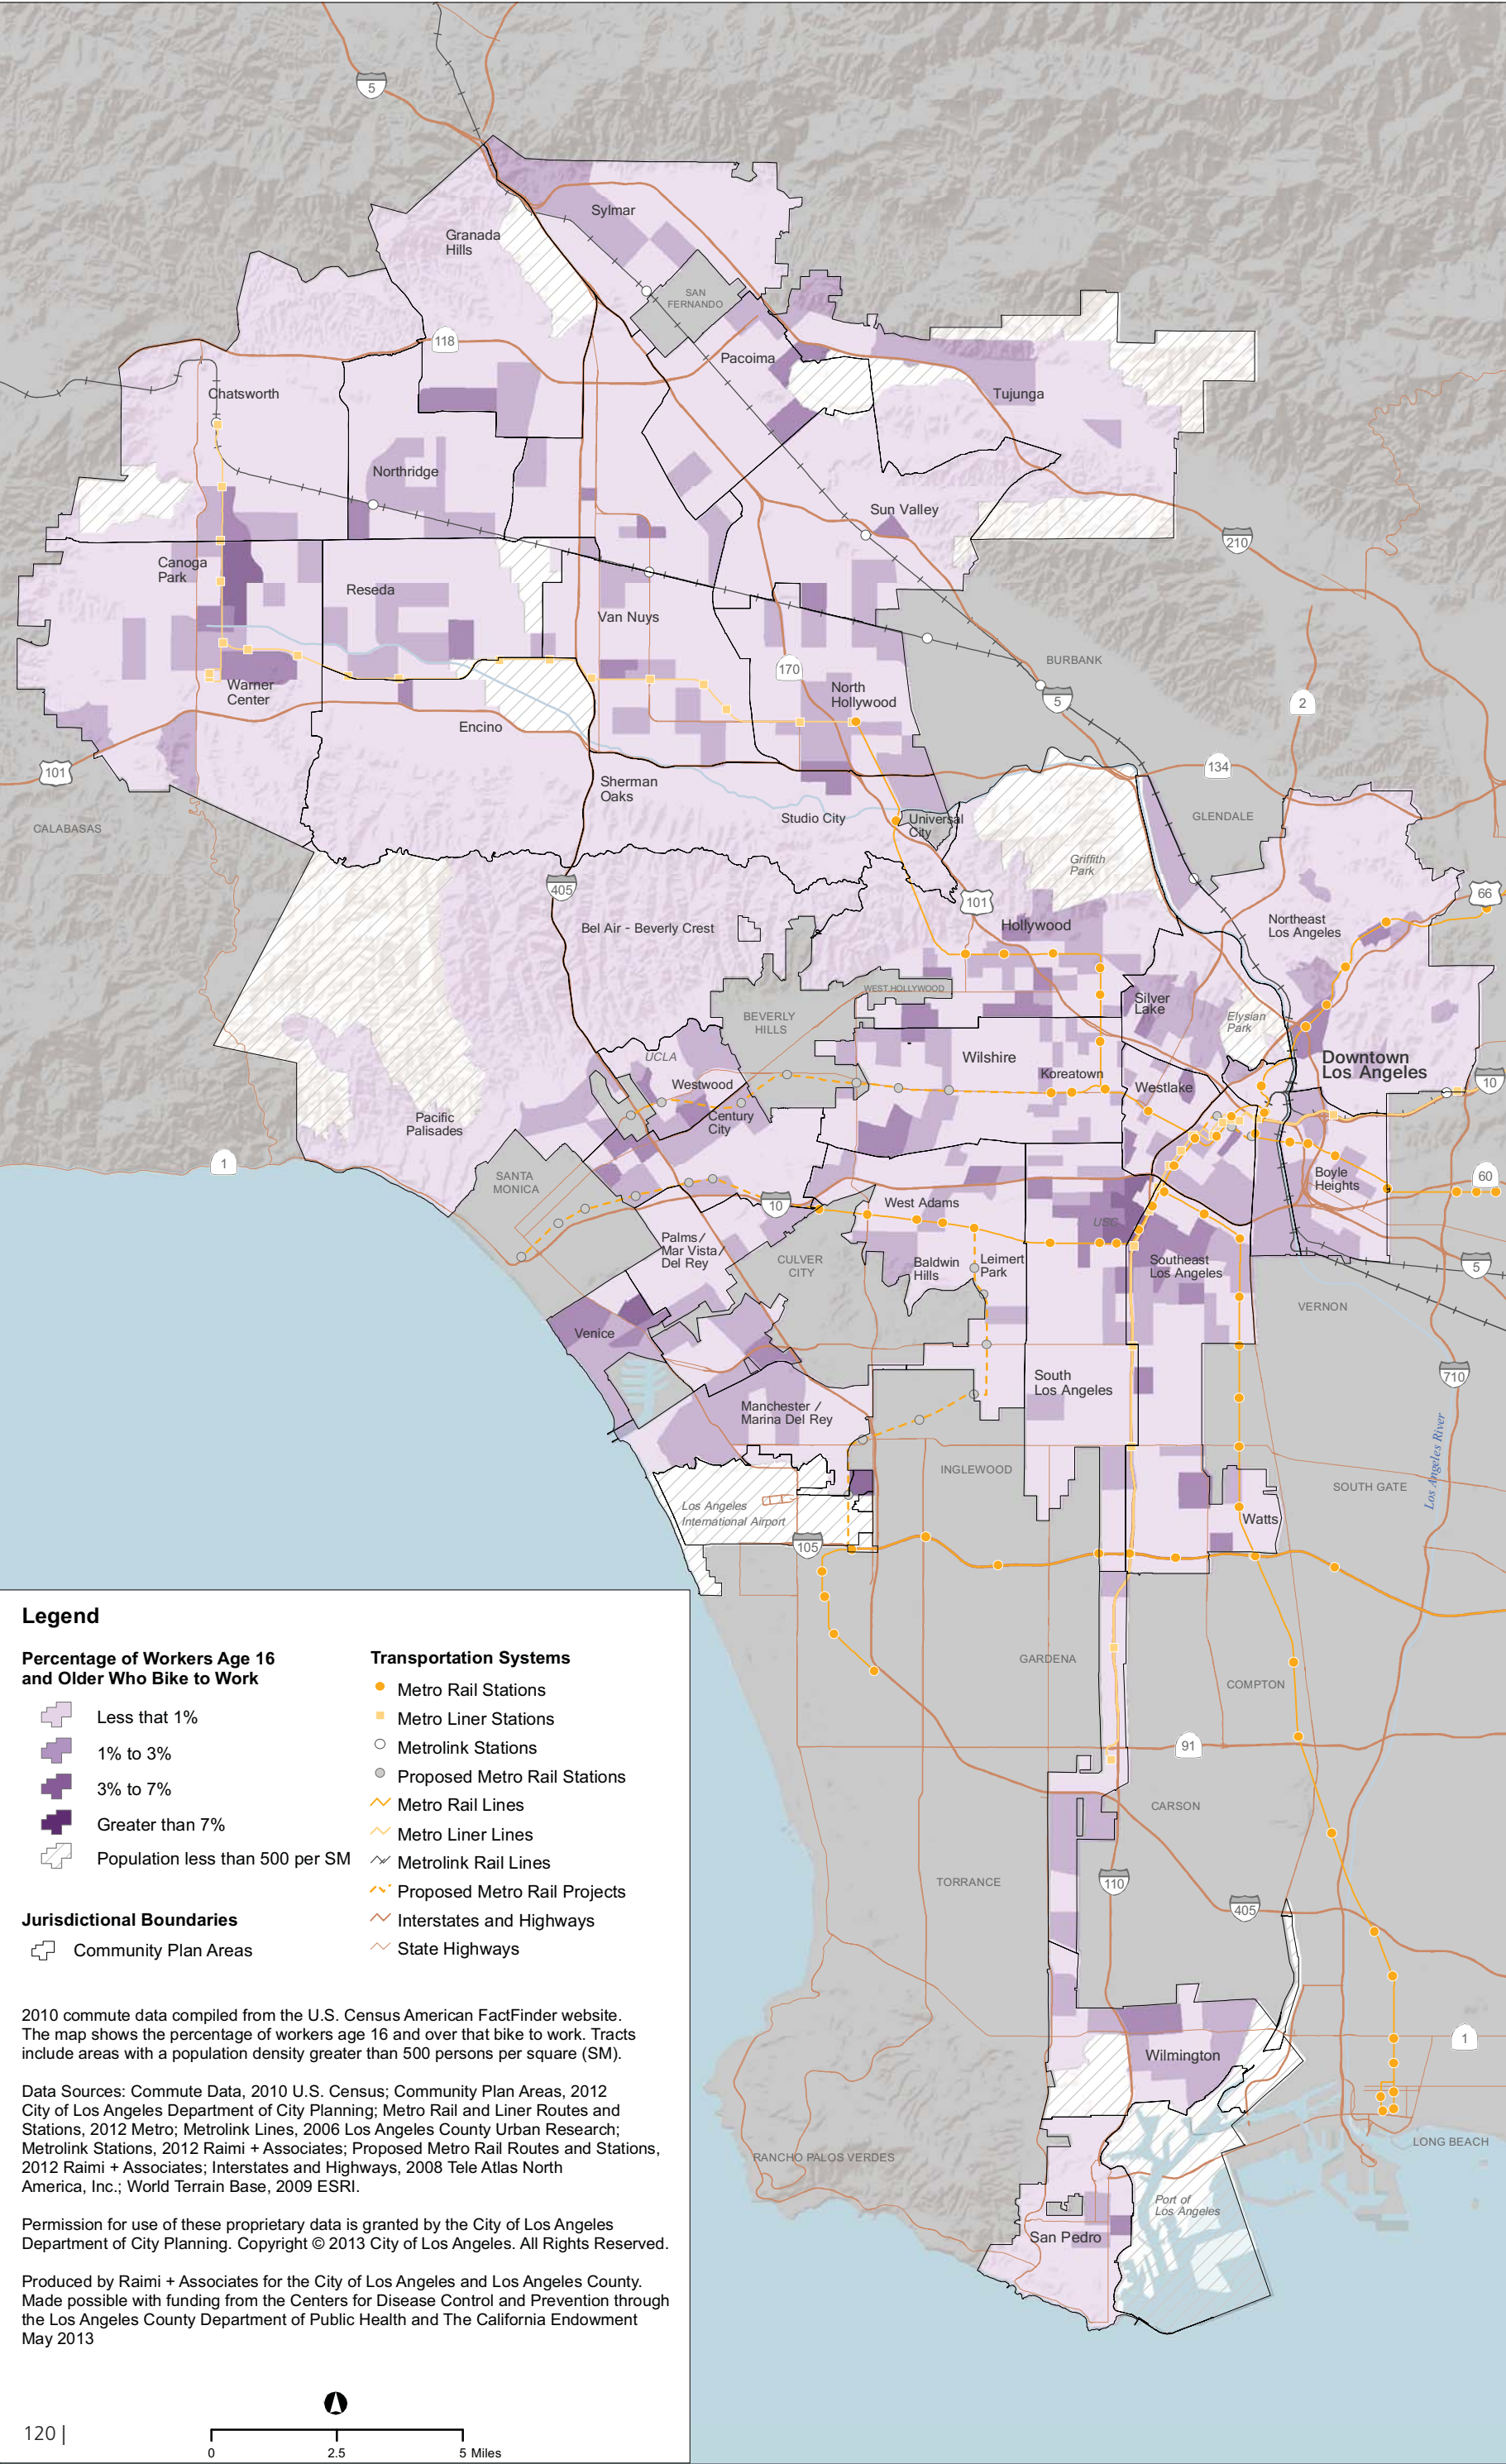 5
Sylmar
Granada
Hills
SAN
FERNANDO
118
Pacoima
Chatsworth
Tujunga
Northridge
Sun Valley
210
Canoga
Park
Reseda
Van Nuys
BURBANK
170
5
2
Warner
Center
North
Hollywood
Encino
101
134
Sherman
Oaks
CALABASAS
Studio City
Universal
City
GLENDALE
Griffith
Park
405
101
66
Bel Air - Beverly Crest
Hollywood
Northeast
Los Angeles
WEST HOLLYWOOD
Silver
Lake
BEVERLY
HILLS
Elysian
Park
UCLA
Wilshire
Downtown
Los Angeles
Westwood
Koreatown
Westlake
10
Century
City
Pacific
Palisades
1
SANTA
MONICA
Boyle
Heights
60
10
West Adams
USC
Palms/
Mar Vista/
Del Rey
CULVER
CITY
Baldwin
Hills
Leimert
Park
Southeast
Los Angeles
5
VERNON
Venice
South
Los Angeles
710
Manchester /
Marina Del Rey
Los Angeles River
INGLEWOOD
SOUTH GATE
Los Angeles
International Airport
Watts
105
GARDENA
COMPTON
91
CARSON
TORRANCE
110
405
1
Wilmington
LONG BEACH
RANCHO PALOS VERDES
Port of
Los Angeles
San Pedro
Legend
Percentage of Workers Age 16
and Older Who Bike to Work
Less that 1%
1% to 3%
3% to 7%
Greater than 7%
Population less than 500 per SM
Jurisdictional Boundaries
Community Plan Areas
Transportation Systems
Metro Rail Stations
Metro Liner Stations
Metrolink Stations
Proposed Metro Rail Stations
Metro Rail Lines
Metro Liner Lines
Metrolink Rail Lines
Proposed Metro Rail Projects
Interstates and Highways
State Highways
2010 commute data compiled from the U.S. Census American FactFinder website.
The map shows the percentage of workers age 16 and over that bike to work. Tracts
include areas with a population density greater than 500 persons per square (SM).
Data Sources: Commute Data, 2010 U.S. Census; Community Plan Areas, 2012
City of Los Angeles Department of City Planning; Metro Rail and Liner Routes and
Stations, 2012 Metro; Metrolink Lines, 2006 Los Angeles County Urban Research;
Metrolink Stations, 2012 Raimi + Associates; Proposed Metro Rail Routes and Stations,
2012 Raimi + Associates; Interstates and Highways, 2008 Tele Atlas North
America, Inc.; World Terrain Base, 2009 ESRI.
Permission for use of these proprietary data is granted by the City of Los Angeles
Department of City Planning. Copyright © 2013 City of Los Angeles. All Rights Reserved.
Produced by Raimi + Associates for the City of Los Angeles and Los Angeles County.
Made possible with funding from the Centers for Disease Control and Prevention through
the Los Angeles County Department of Public Health and The California Endowment
May 2013
120 |
0 2.5 5 Miles